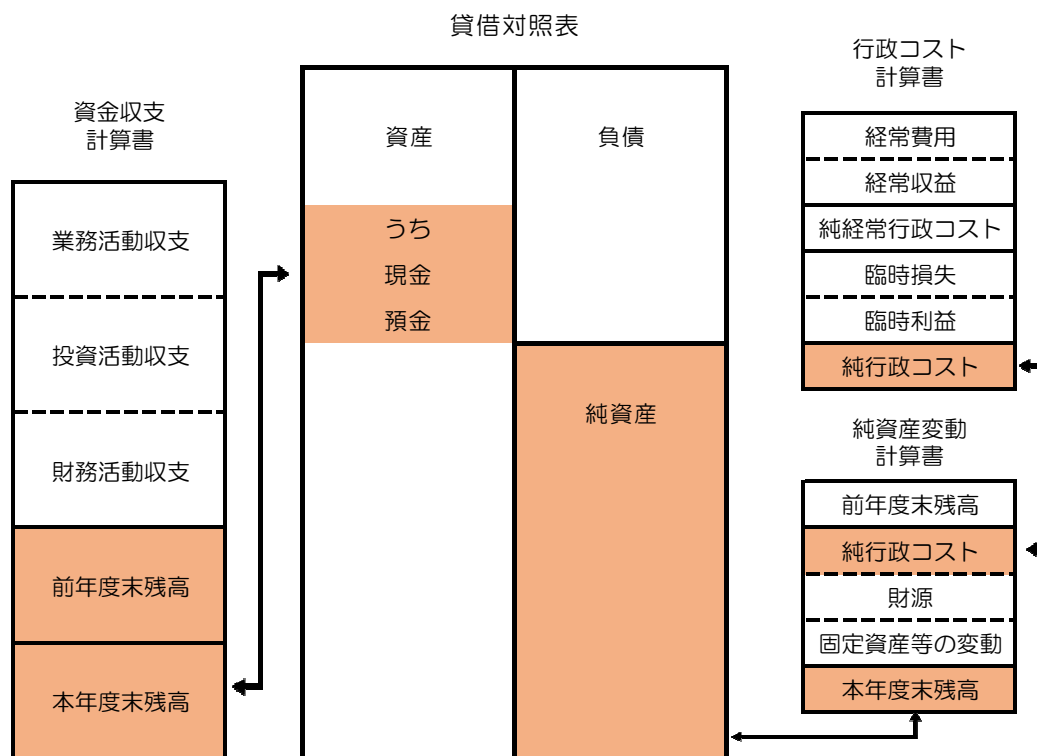 貸借対照表
資金収支
計算書
業務活動収支
投資活動収支
財務活動収支
前年度末残高
本年度末残高
資産
うち
現金
預金
負債
純資産
行政コスト
計算書
経常費用
経常収益
純経常行政コスト
臨時損失
臨時利益
純行政コスト
純資産変動
計算書
前年度末残高
純行政コスト
財源
固定資産等の変動
本年度末残高